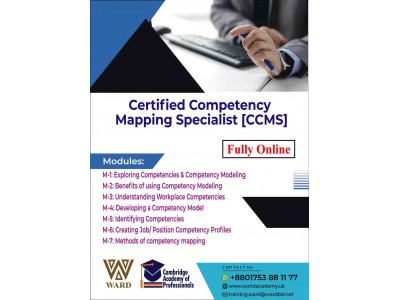 Certified Competency
Mapping Specialist [CCMS]
Fully Online
Modules:
M-1: Exploring Competencies & Competency Modeling
M-2: Benefits of using Competency Modeling
M-3: Understanding Workplace Competencies
M-4: Developing a Competency Model
M-5: Identifying Competencies
M-6: Creating Job/ Position Competency Profiles
M-7: Methods of competency mapping
WARD
Cambridge
Academy of
Professionals
contact us
+8801753 88 11 77
www.worldacademy.uk
training.ward@wardbd.net